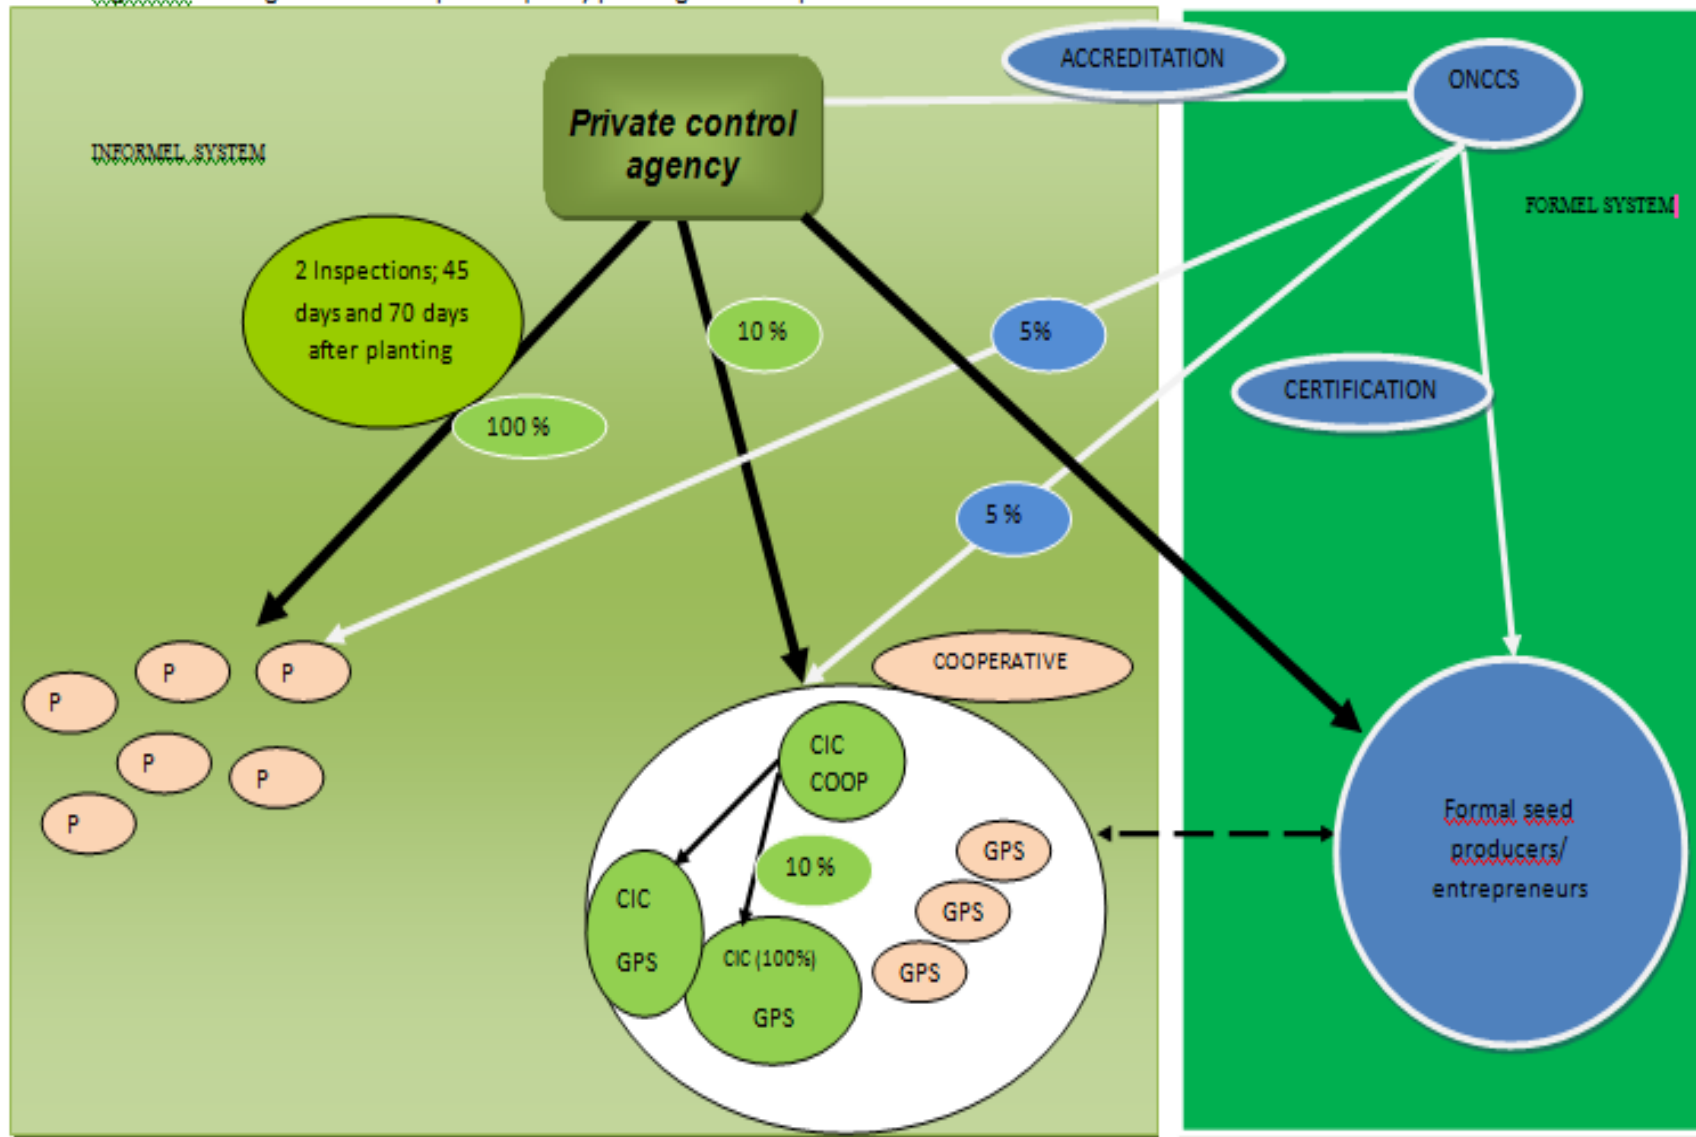 ACCREDITATION
ONCCS
Private control
agency
INFORMEL SYSTEM
FORMEL SYSTEM
2 Inspections; 45
days and 70 days
after planting
10 %
5%
100 %
CERTIFICATION
5 %
COOPERATIVE
P
P
P
P
P
P
CIC
COOP
10 %
GPS
GPS
GPS
CIC
GPS
CIC (100%)
GPS
Formal seed
producers/
entrepreneurs